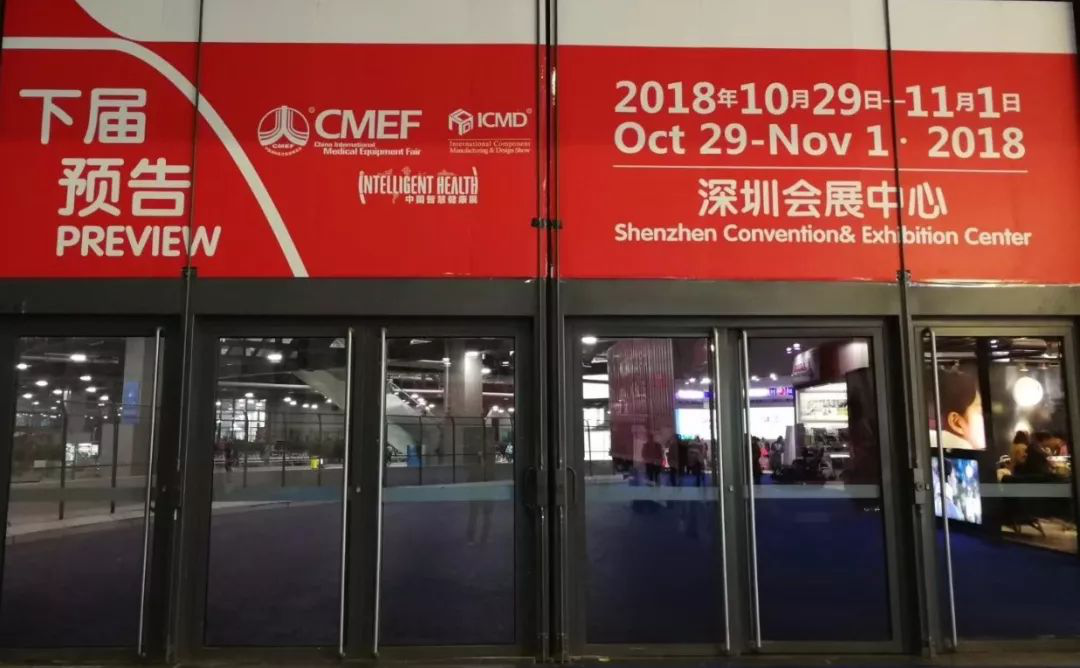 下届
预告
PREVIEW
CMEF
China International
Medical Equipment Fair
CMEF
ICMD
International Component
Manufacturing & Design Show
INTELLIGENT HEALTH
中国智慧健康展
2018年10月29日—11月1日
Oct 29-Nov 1 · 2018
深圳会展中心
Shenzhen Convention& Exhibition Center